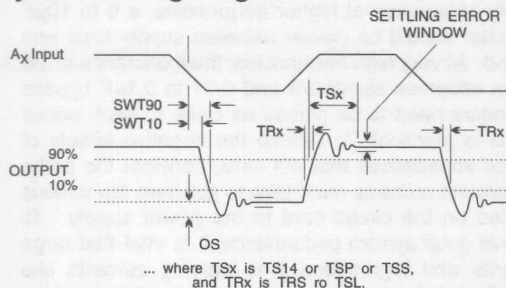 SETTLING ERROR
WINDOW
AX Input
TSX
SWT90
SWT10
TRX
TRX
90%
OUTPUT
10%
OS
... where TSx is TS14 or TSP or TSS,
and TRx is TRS ro TSL.